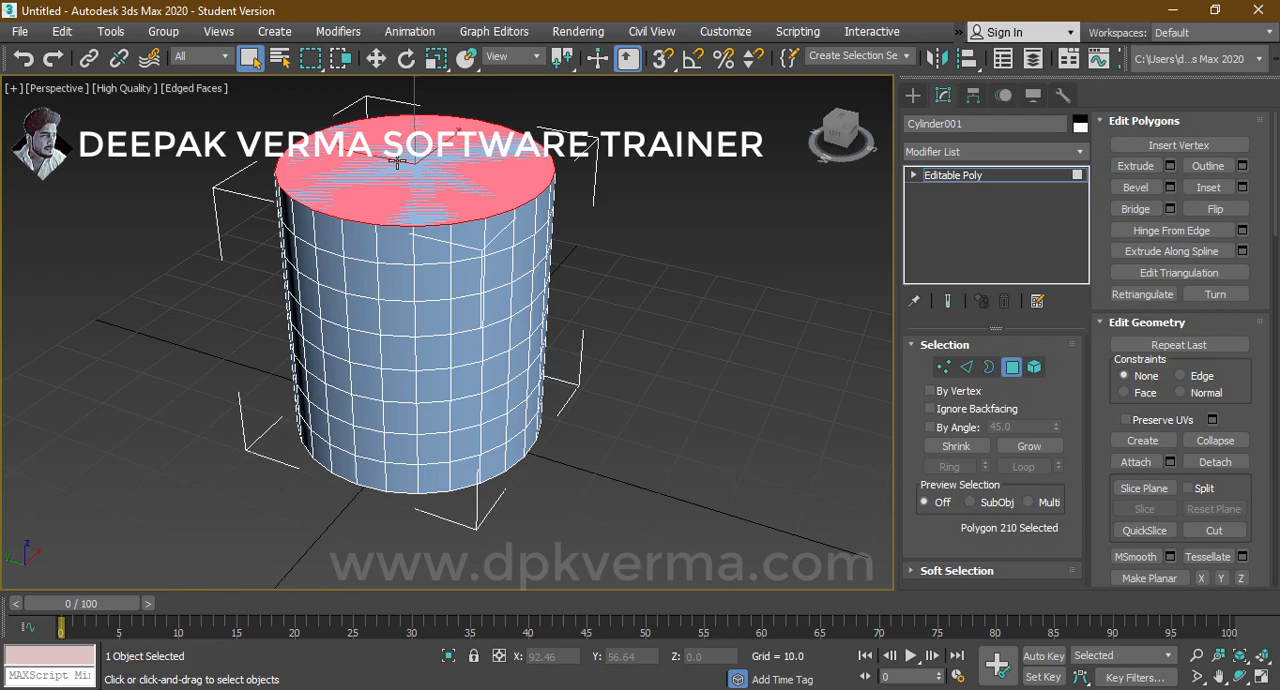 Untitled - Autodesk 3ds Max 2020 - Student Version
File Edit Tools Group Views Create Modifiers Animation Graph Editors Rendering Civil View Customize Scripting Interactive » Sign In Workspaces: Default
All View Create Selection Se C:\Users\d...s Max 2020
[+] [Perspective] [High Quality] [Edged Faces]
DEEPAK VERMA SOFTWARE TRAINER
www.dpkverma.com
z
x
y
Cylinder001
Modifier List
Editable Poly
Selection
By Vertex
Ignore Backfacing
By Angle: 45.0
Shrink Grow
Ring Loop
Preview Selection
Off SubObj Multi
Polygon 210 Selected
Soft Selection
Edit Polygons
Insert Vertex
Extrude Outline
Bevel Inset
Bridge Flip
Hinge From Edge
Extrude Along Spline
Edit Triangulation
Retriangulate Turn
Edit Geometry
Repeat Last
Constraints
None Edge
Face Normal
Preserve UVs
Create Collapse
Attach Detach
Slice Plane Split
Slice Reset Plane
QuickSlice Cut
MSmooth Tessellate
Make Planar X Y Z
< 0 / 100 >
0 5 10 15 20 25 30 35 40 45 50 55 60 65 70 75 80 85 90 95 100
1 Object Selected X: 92.46 Y: 56.64 Z: 0.0 Grid = 10.0 Auto Key Selected
MAXScript Mi: Click or click-and-drag to select objects Add Time Tag 0 Set Key Key Filters...